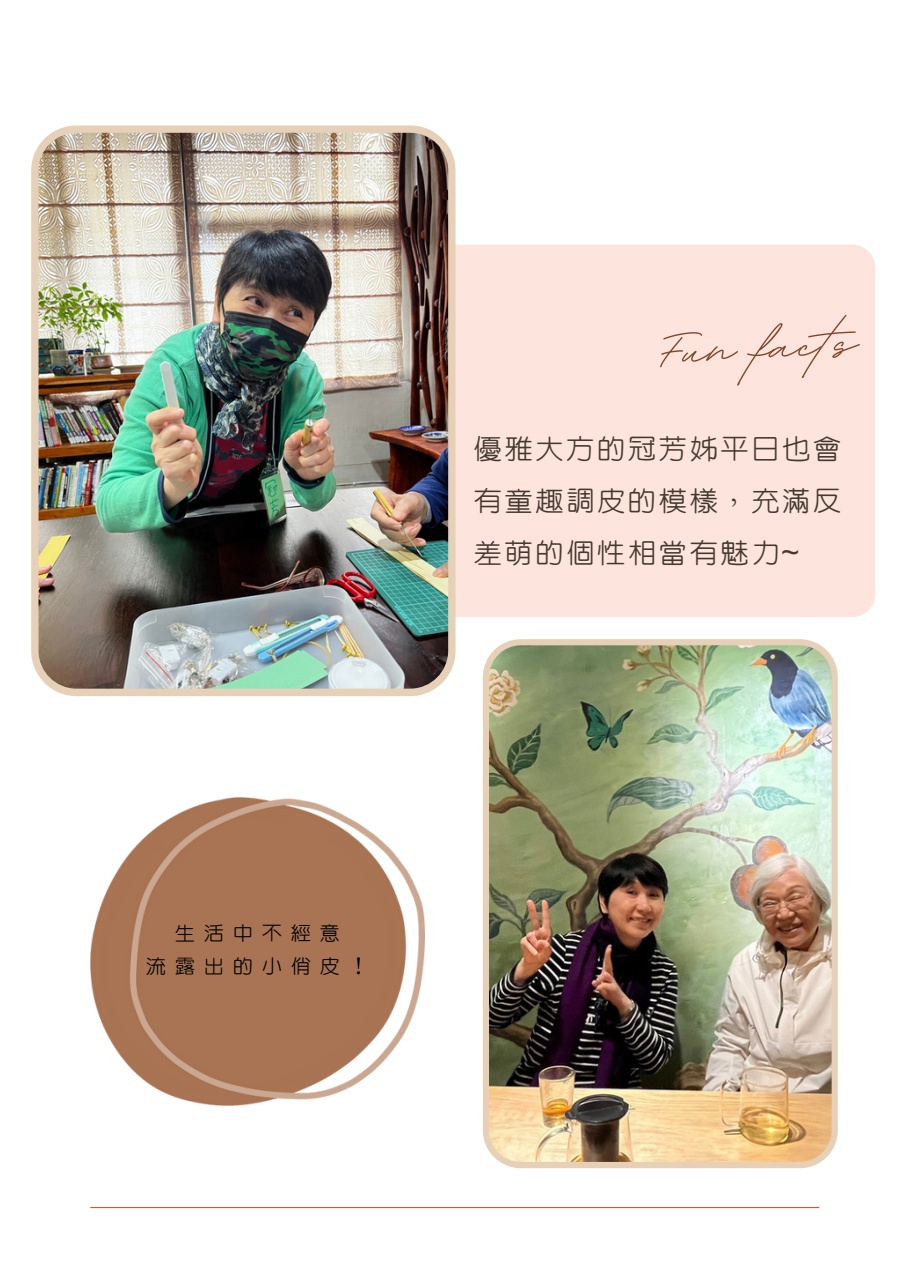 Fun facts
優雅大方的冠芳姊平日也會
有童趣調皮的模樣，充滿反
差萌的個性相當有魅力~
生活中不經意
流露出的小俏皮！